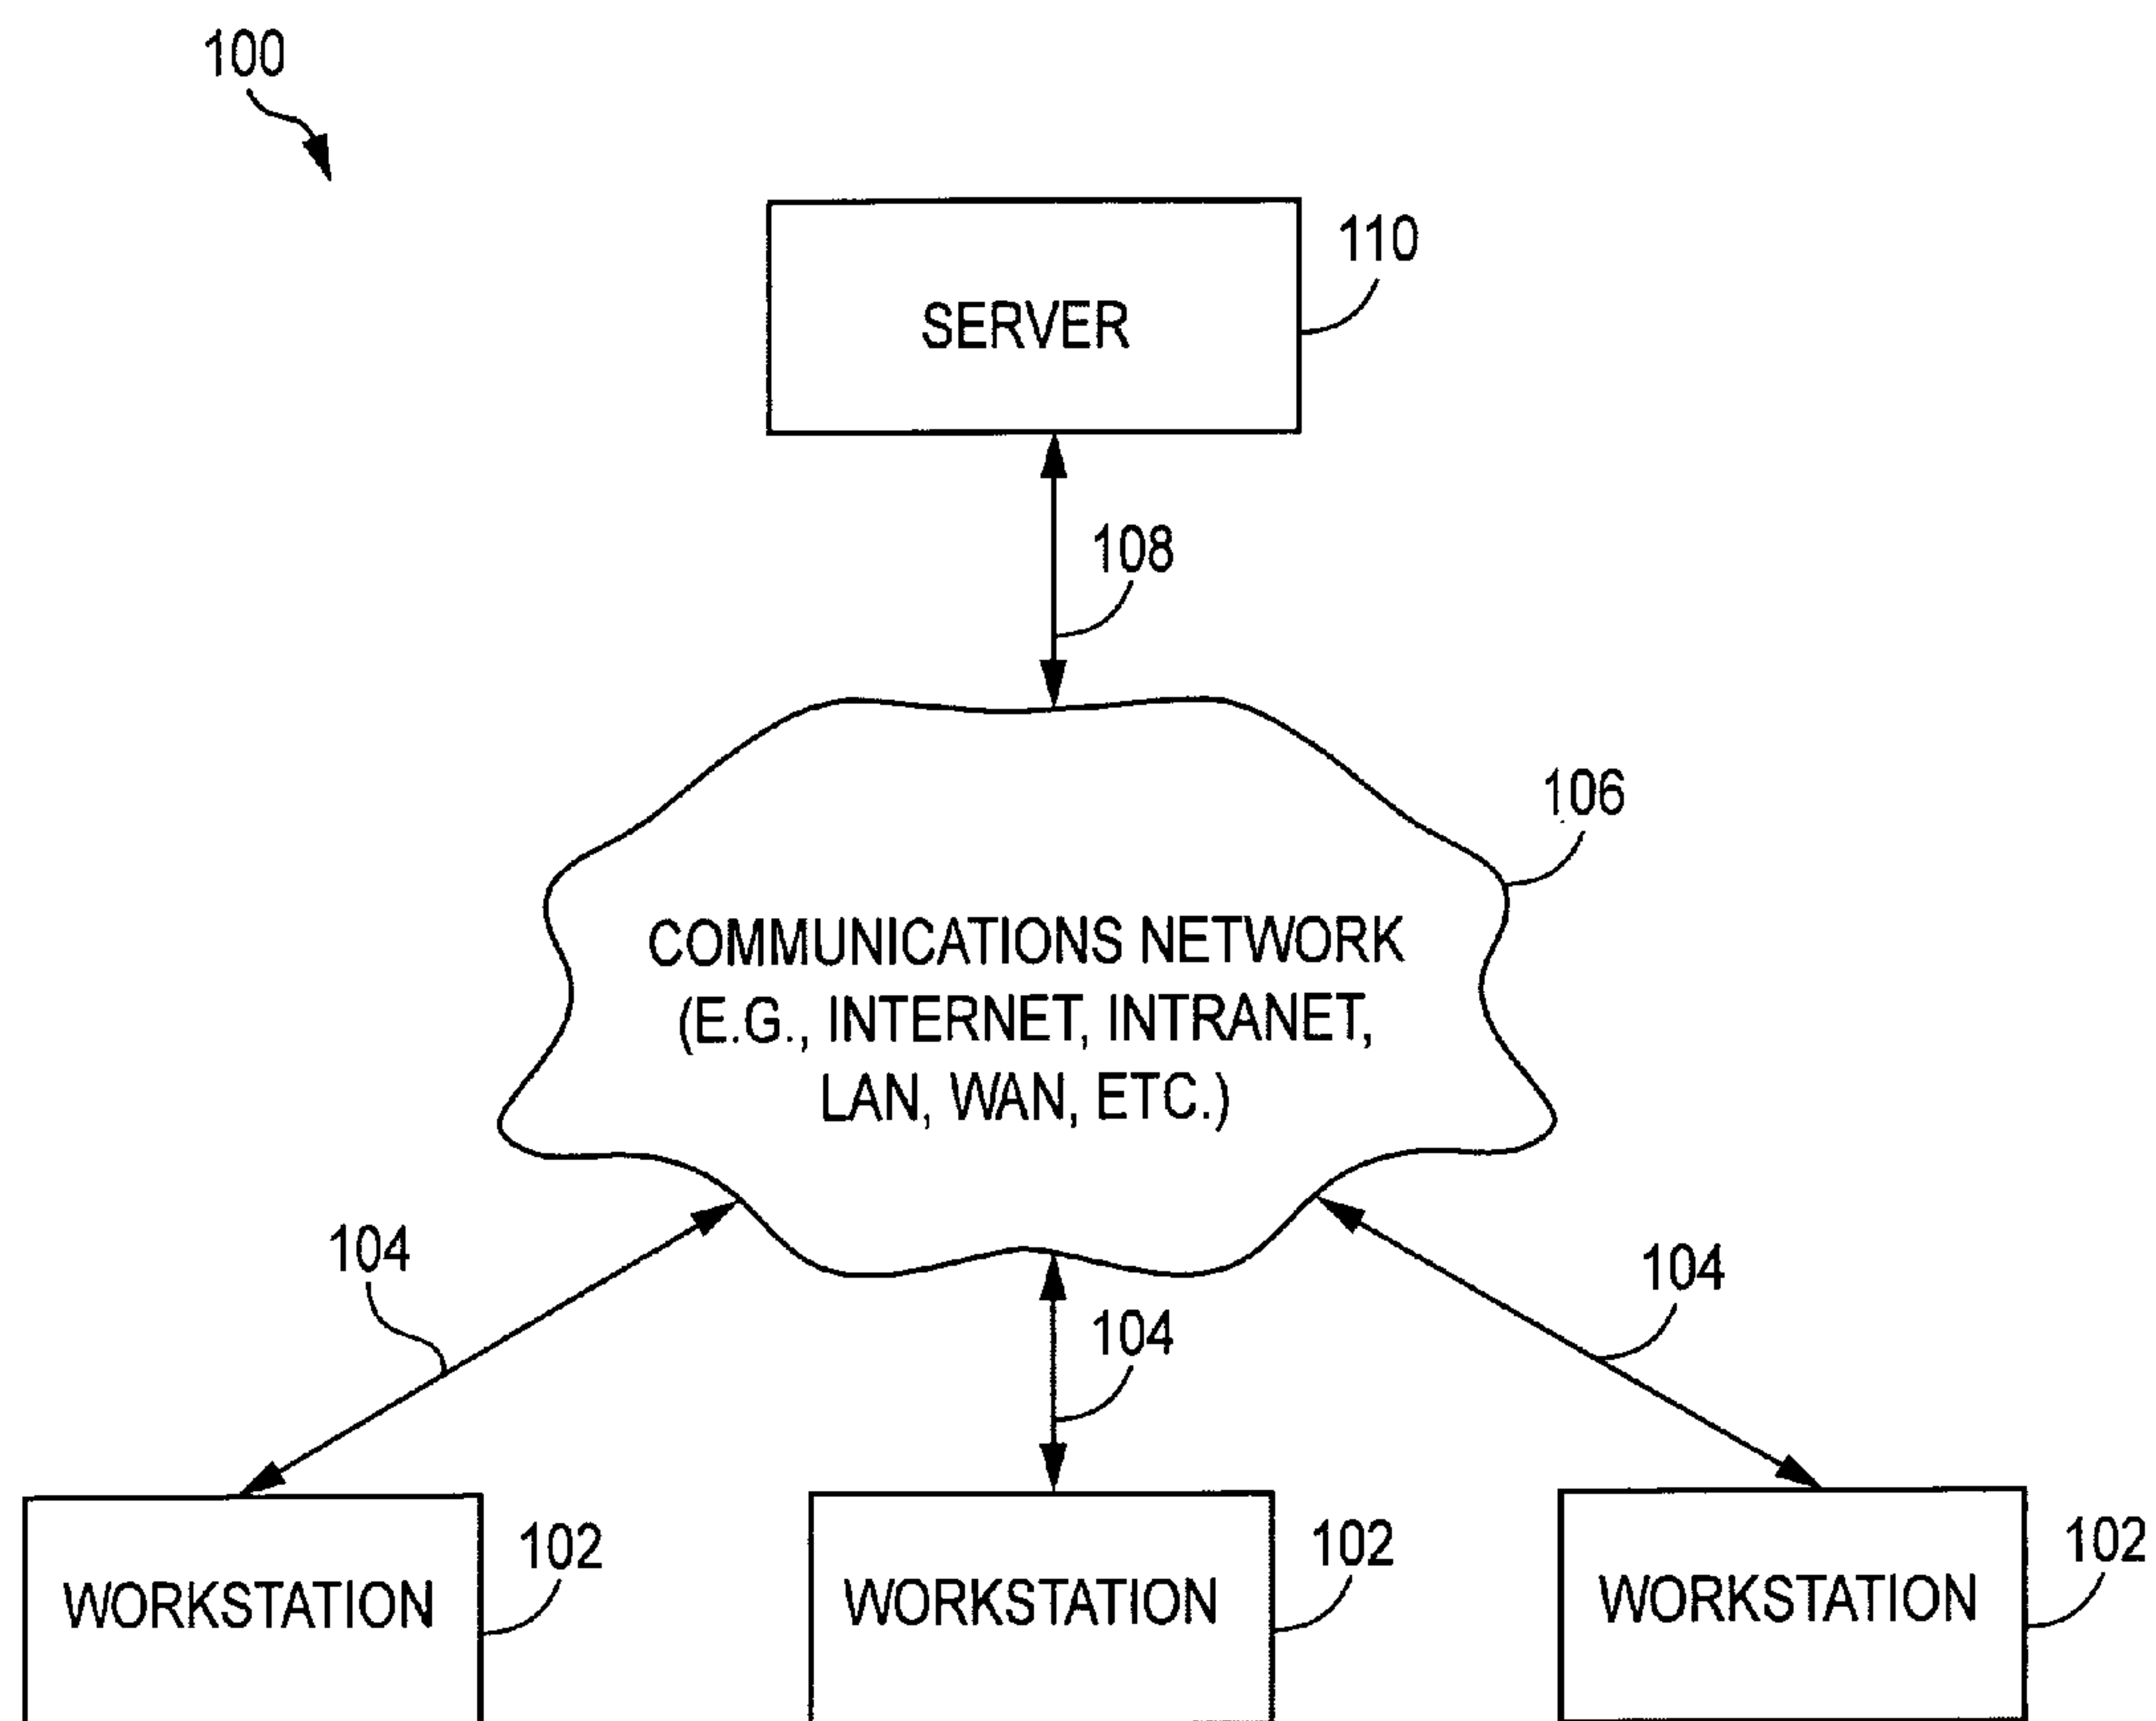 100
110
SERVER
108
106
COMMUNICATIONS NETWORK
(E.G., INTERNET, INTRANET,
LAN, WAN, ETC.)
104
104
104
102
102
102
WORKSTATION
WORKSTATION
WORKSTATION